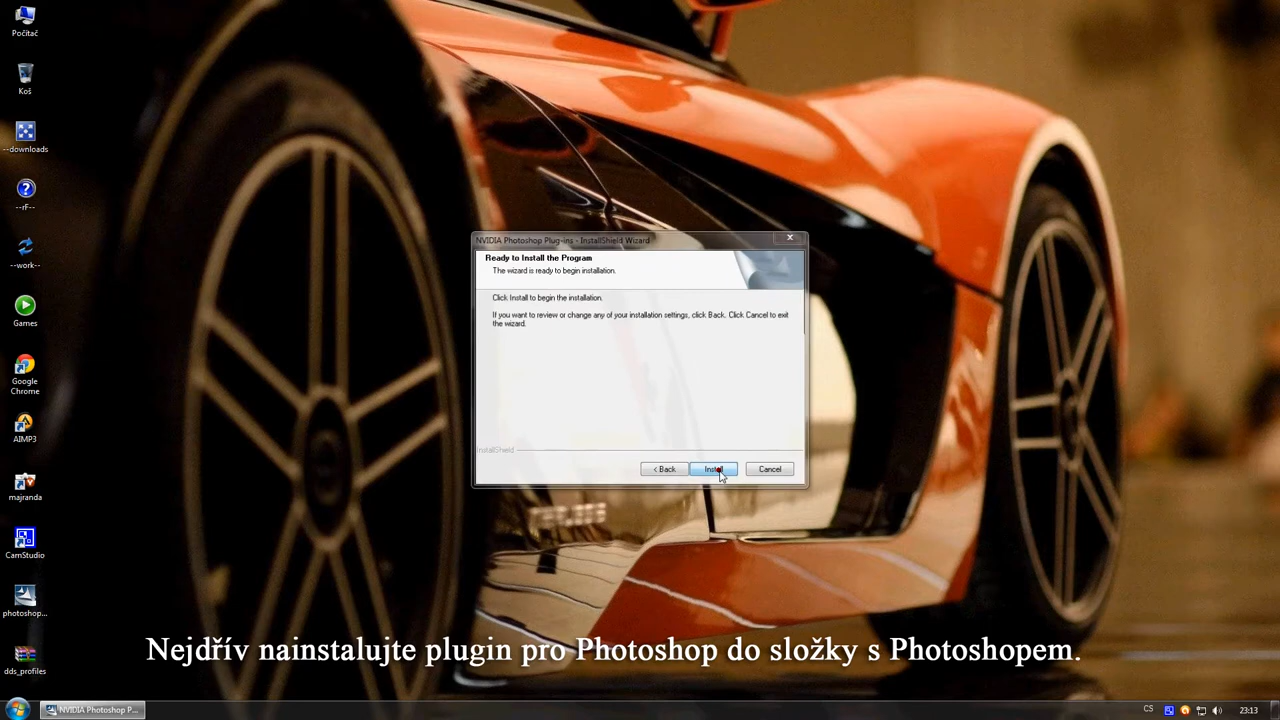 Počítač
Koš
--downloads
--rF--
--work--
Games
Google
Chrome
AIMP3
majranda
CamStudio
photoshop...
dds_profiles
NVIDIA Photoshop Plug-ins - InstallShield Wizard
Ready to Install the Program
The wizard is ready to begin installation.
Click Install to begin the installation.
If you want to review or change any of your installation settings, click Back. Click Cancel to exit
the wizard.
InstallShield
< Back
Install
Cancel
Nejdřív nainstalujte plugin pro Photoshop do složky s Photoshopem.
NVIDIA Photoshop P...
CS
23:13